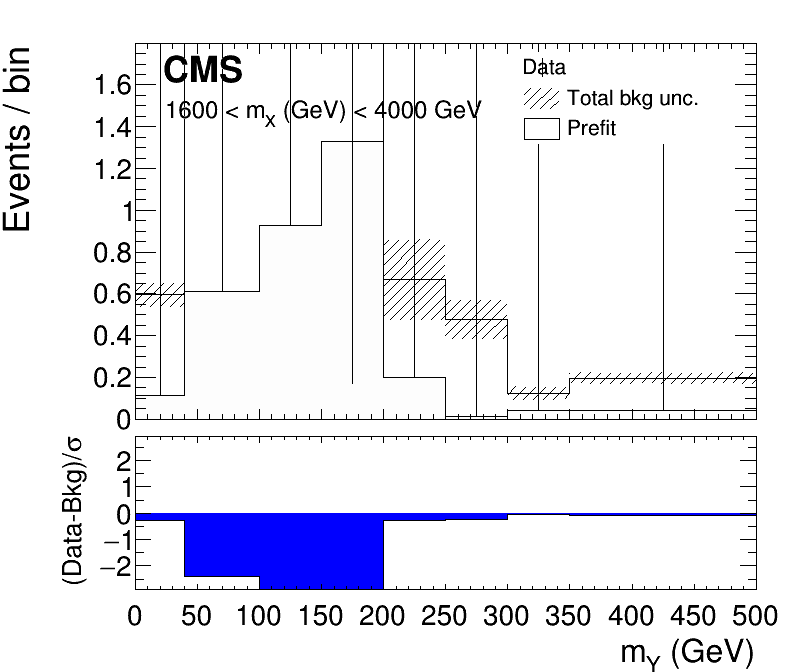 CMS
1600 < mX (GeV) < 4000 GeV
Data
Total bkg unc.
Prefit
Events / bin
1.6
1.4
1.2
1
0.8
0.6
0.4
0.2
0
(Data-Bkg)/σ
2
1
0
−1
−2
0 50 100 150 200 250 300 350 400 450 500
mY (GeV)